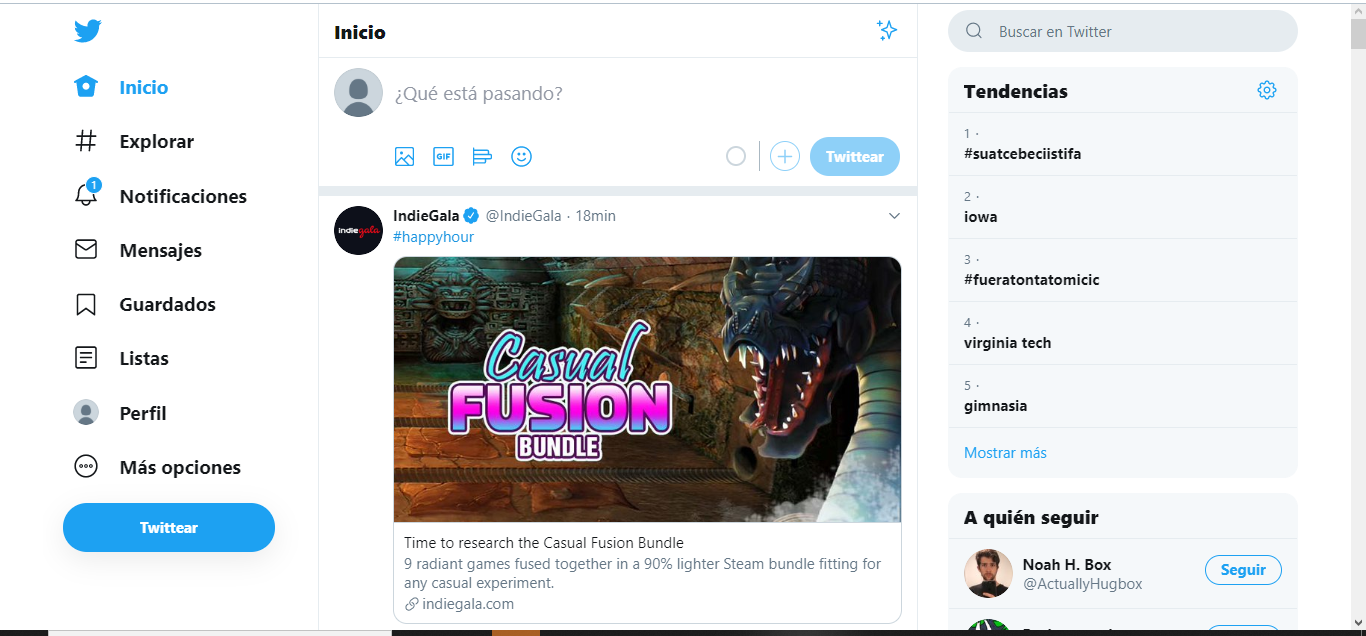 Inicio
Explorar
1
Notificaciones
Mensajes
Guardados
Listas
Perfil
Más opciones
Twittear
Inicio
¿Qué está pasando?
GIF
Twittear
indiegala
IndieGala @IndieGala · 18min
#happyhour
Casual
FUSION
BUNDLE
Time to research the Casual Fusion Bundle
9 radiant games fused together in a 90% lighter Steam bundle fitting for
any casual experiment.
indiegala.com
Buscar en Twitter
Tendencias
1 ·
#suatcebeciistifa
2 ·
iowa
3 ·
#fueratontatomicic
4 ·
virginia tech
5 ·
gimnasia
Mostrar más
A quién seguir
Noah H. Box
@ActuallyHugbox
Seguir